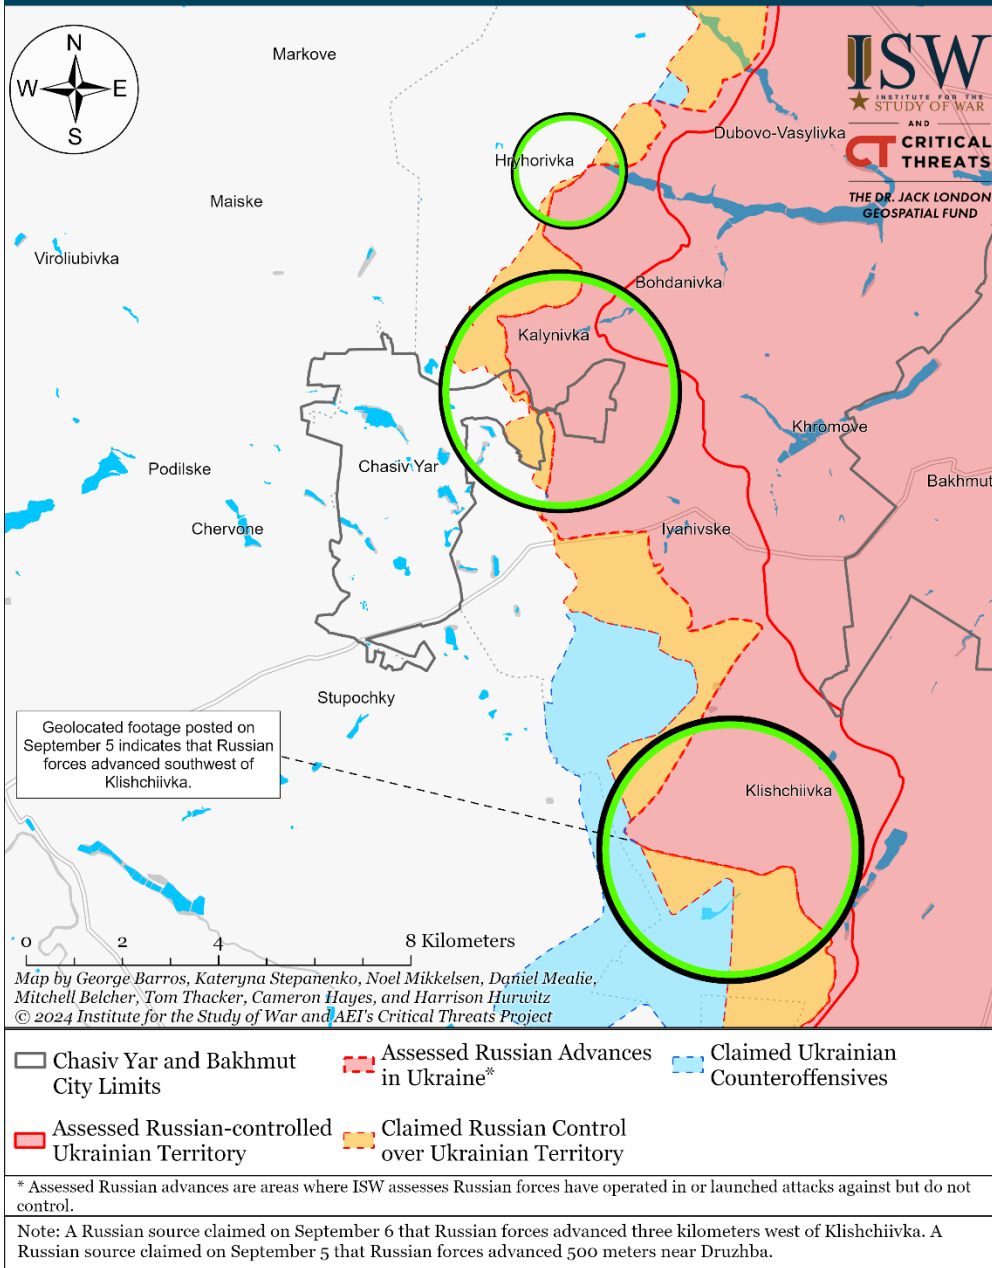 N
W E
S
Markove
ISW
INSTITUTE FOR THE
STUDY OF WAR
AND
CT CRITICAL
THREATS
THE DR. JACK LONDON
GEOSPATIAL FUND
Dubovo-Vasylivka
Hryhorivka
Maiske
Viroliubivka
Bohdanivka
Kalynivka
Khromove
Podilske
Chasiv Yar
Bakhmut
Chervone
Ivanivske
Stupochky
Geolocated footage posted on
September 5 indicates that Russian
forces advanced southwest of
Klishchiivka.
Klishchiivka
0 2 4 8 Kilometers
Map by George Barros, Kateryna Stepanenko, Noel Mikkelsen, Daniel Mealie,
Mitchell Belcher, Tom Thacker, Cameron Hayes, and Harrison Hurwitz
© 2024 Institute for the Study of War and AEI's Critical Threats Project
Chasiv Yar and Bakhmut
City Limits
Assessed Russian Advances
in Ukraine*
Claimed Ukrainian
Counteroffensives
Assessed Russian-controlled
Ukrainian Territory
Claimed Russian Control
over Ukrainian Territory
* Assessed Russian advances are areas where ISW assesses Russian forces have operated in or launched attacks against but do not
control.
Note: A Russian source claimed on September 6 that Russian forces advanced three kilometers west of Klishchiivka. A
Russian source claimed on September 5 that Russian forces advanced 500 meters near Druzhba.